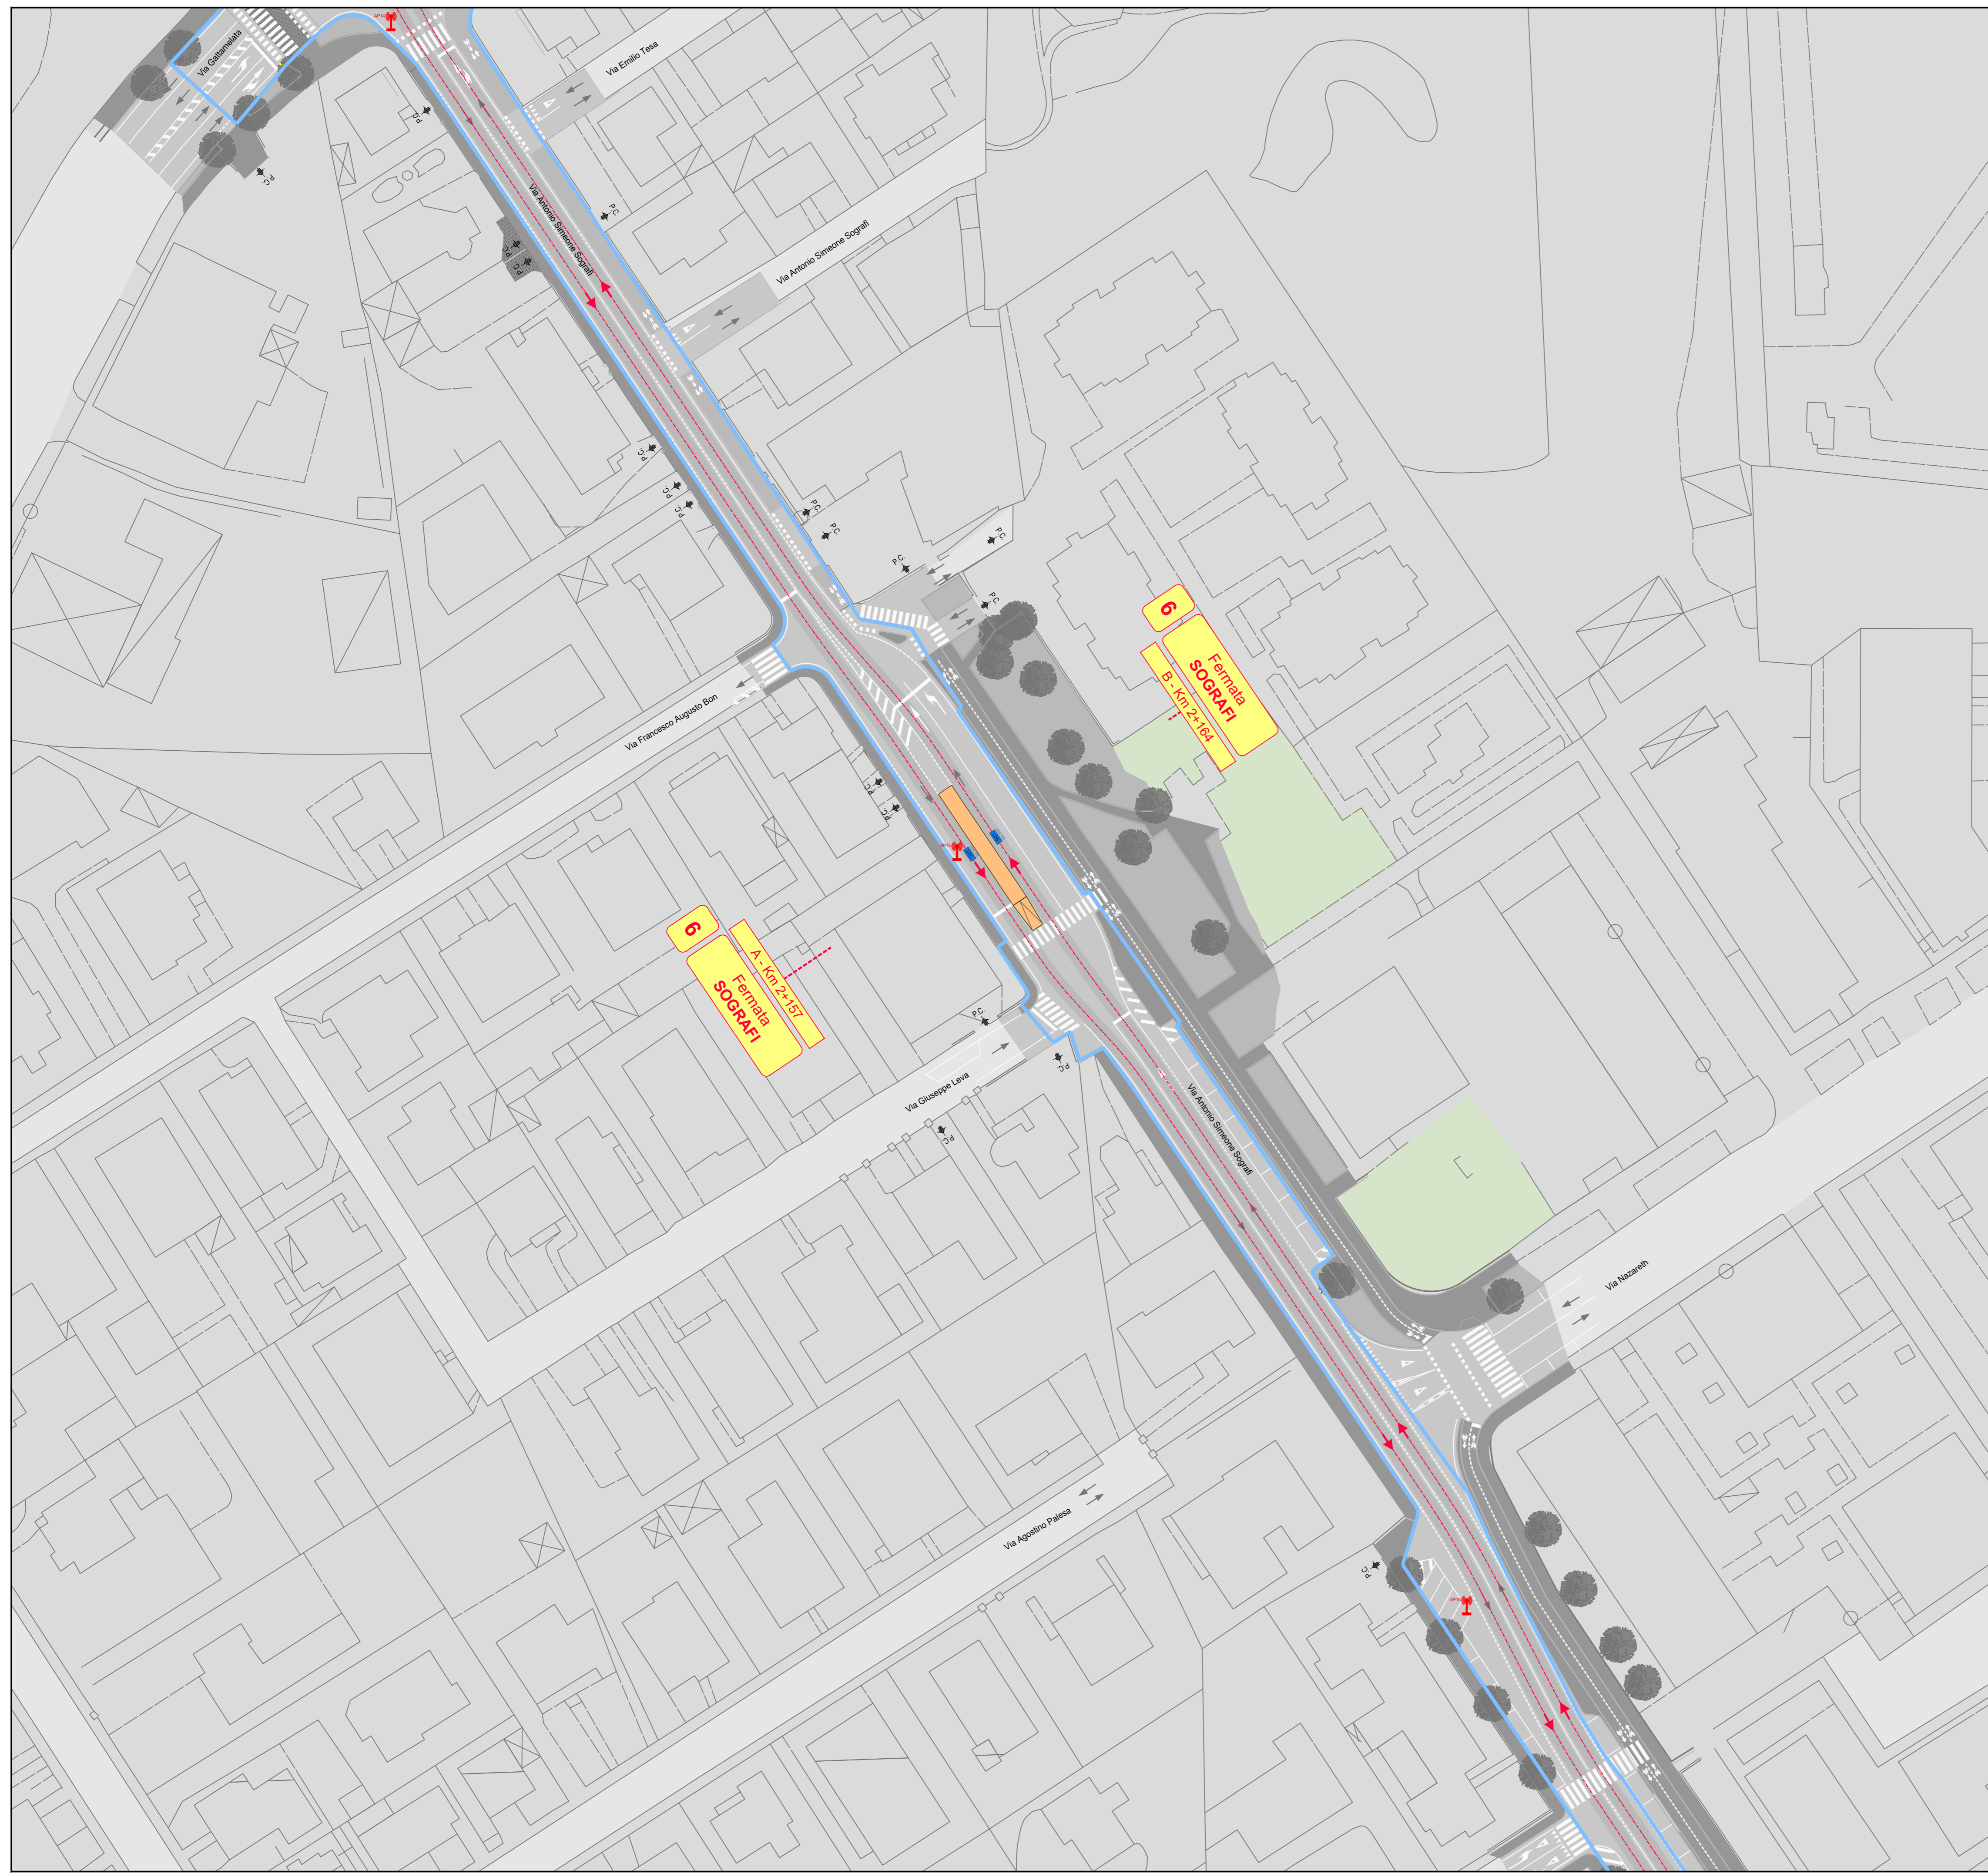 Via Gattamelata
Via Emilio Tesa
P.C.
P.C.
Via Antonio Simeone Sografi
P.C.
P.C.
P.C.
Via Antonio Simeone Sografi
P.C.
P.C.
P.C.
P.C.
P.C.
P.C.
P.C.
P.C.
6
Fermata
SOGRAFI
B - Km 2+164
Via Francesco Augusto Bon
P.C.
P.C.
6
Fermata
SOGRAFI
A - Km 2+157
P.C.
P.C.
Via Giuseppe Leva
P.C.
Via Antonio Simeone Sografi
Via Nazareth
Via Agostino Palesa
P.C.